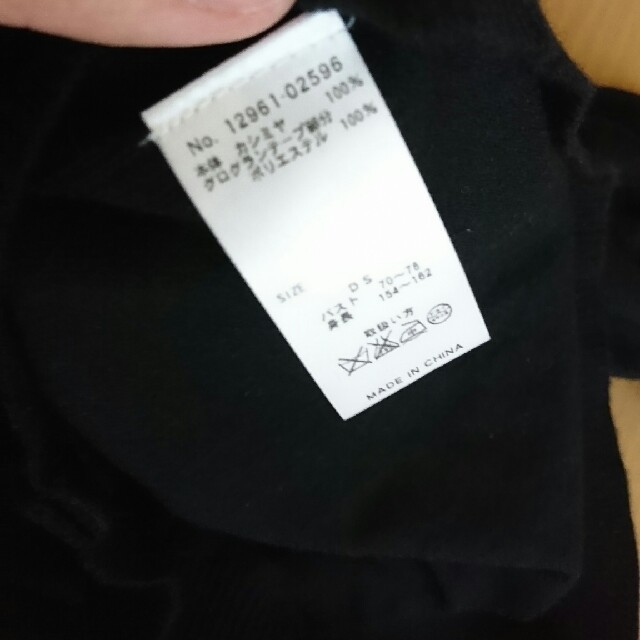 No. 12961-02596
本体 カシミヤ 100%
グログランテープ部分
ポリエステル 100%
SIZE DS
バスト 70〜78
身長 154〜162
取扱い方
MADE IN CHINA